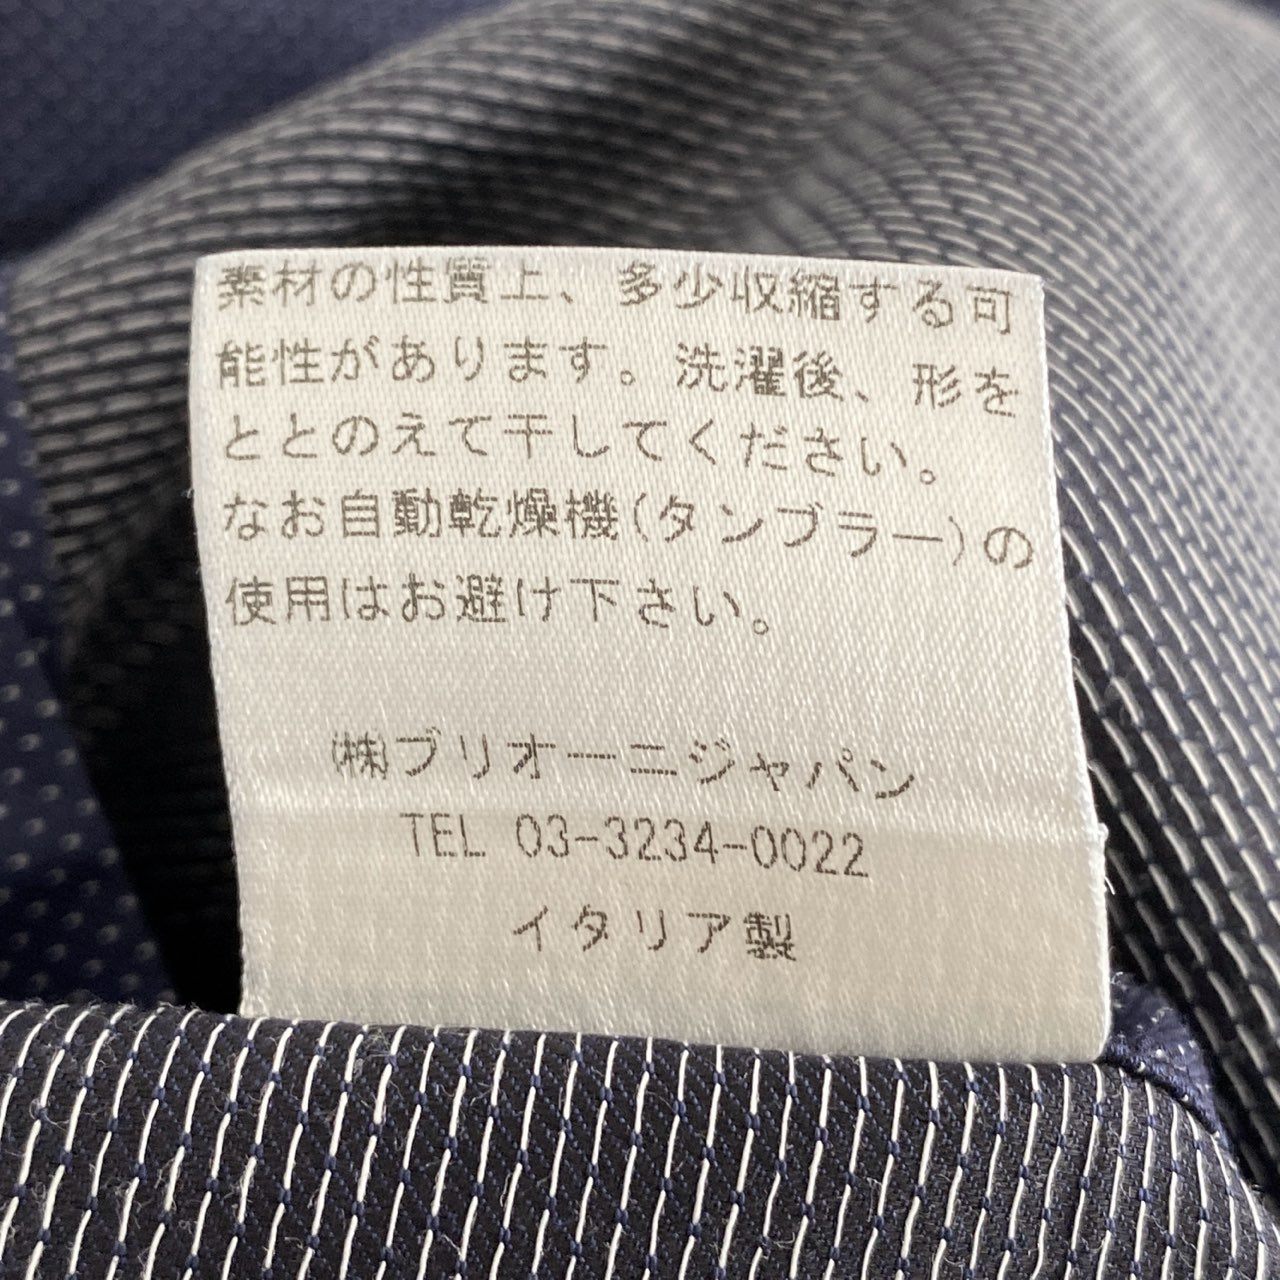 素材の性質上、多少収縮する可
能性があります。洗濯後、形を
ととのえて干してください。
なお自動乾燥機(タンブラー)の
使用はお避け下さい。
㈱ブリオーニジャパン
TEL 03-3234-0022
イタリア製